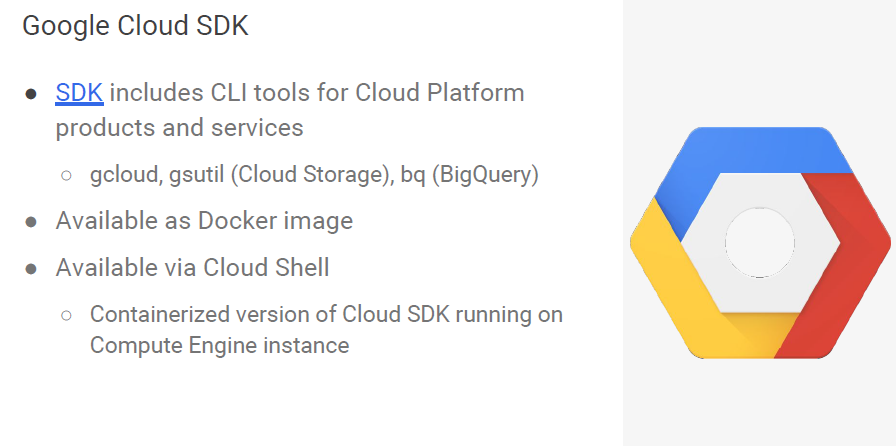 Google Cloud SDK
● SDK includes CLI tools for Cloud Platform
products and services
○ gcloud, gsutil (Cloud Storage), bq (BigQuery)
● Available as Docker image
● Available via Cloud Shell
○ Containerized version of Cloud SDK running on
Compute Engine instance